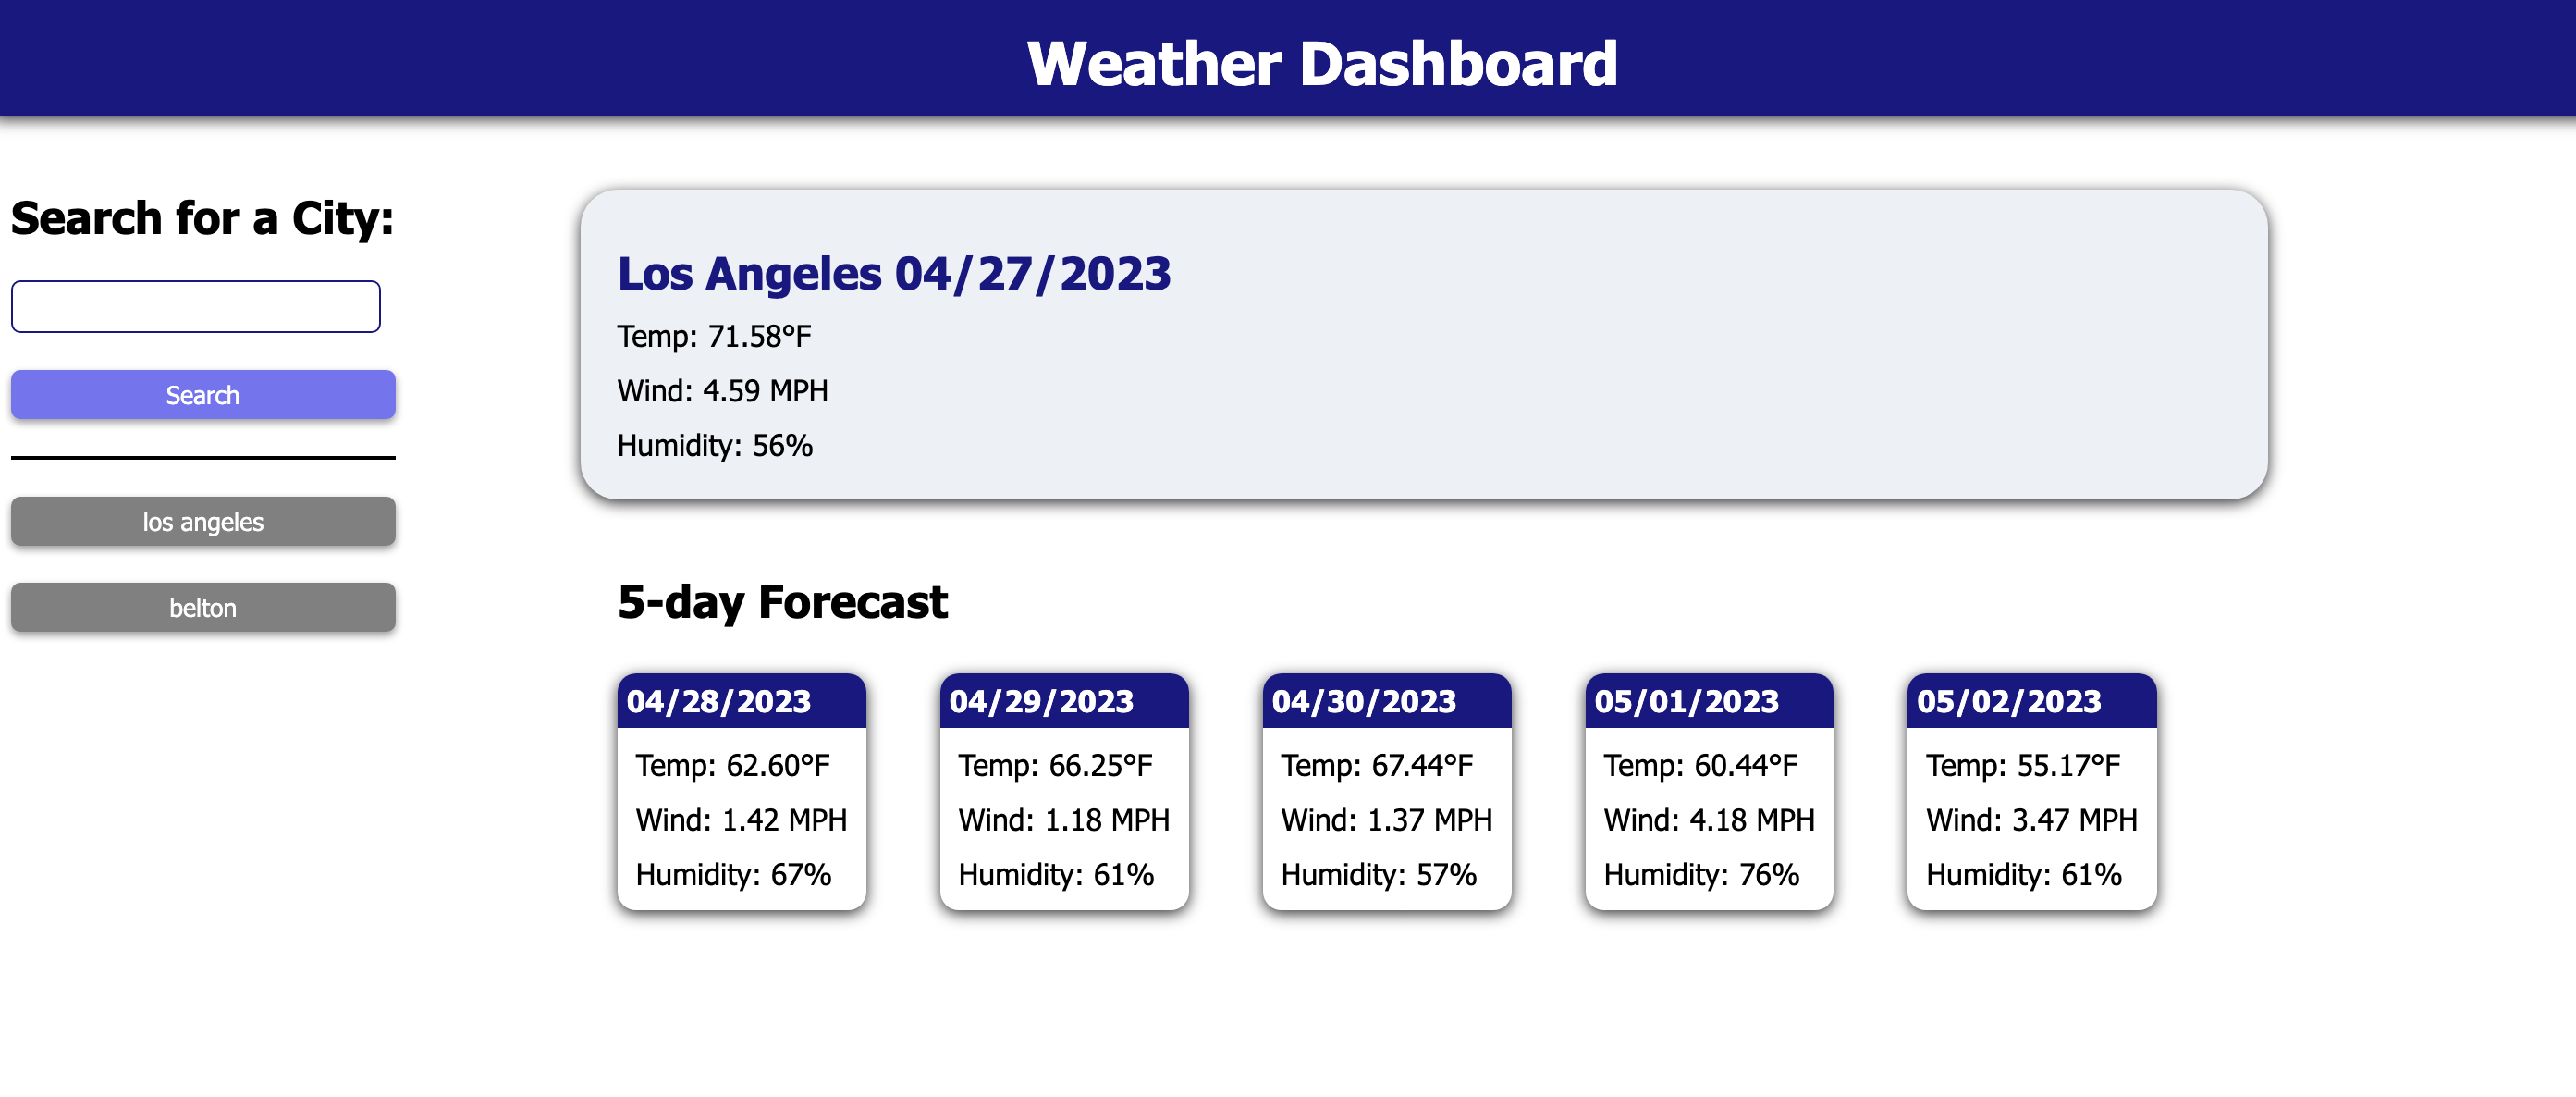 Weather Dashboard
Search for a City:
Search
los angeles
belton
Los Angeles 04/27/2023
Temp: 71.58°F
Wind: 4.59 MPH
Humidity: 56%
5-day Forecast
04/28/2023
Temp: 62.60°F
Wind: 1.42 MPH
Humidity: 67%
04/29/2023
Temp: 66.25°F
Wind: 1.18 MPH
Humidity: 61%
04/30/2023
Temp: 67.44°F
Wind: 1.37 MPH
Humidity: 57%
05/01/2023
Temp: 60.44°F
Wind: 4.18 MPH
Humidity: 76%
05/02/2023
Temp: 55.17°F
Wind: 3.47 MPH
Humidity: 61%